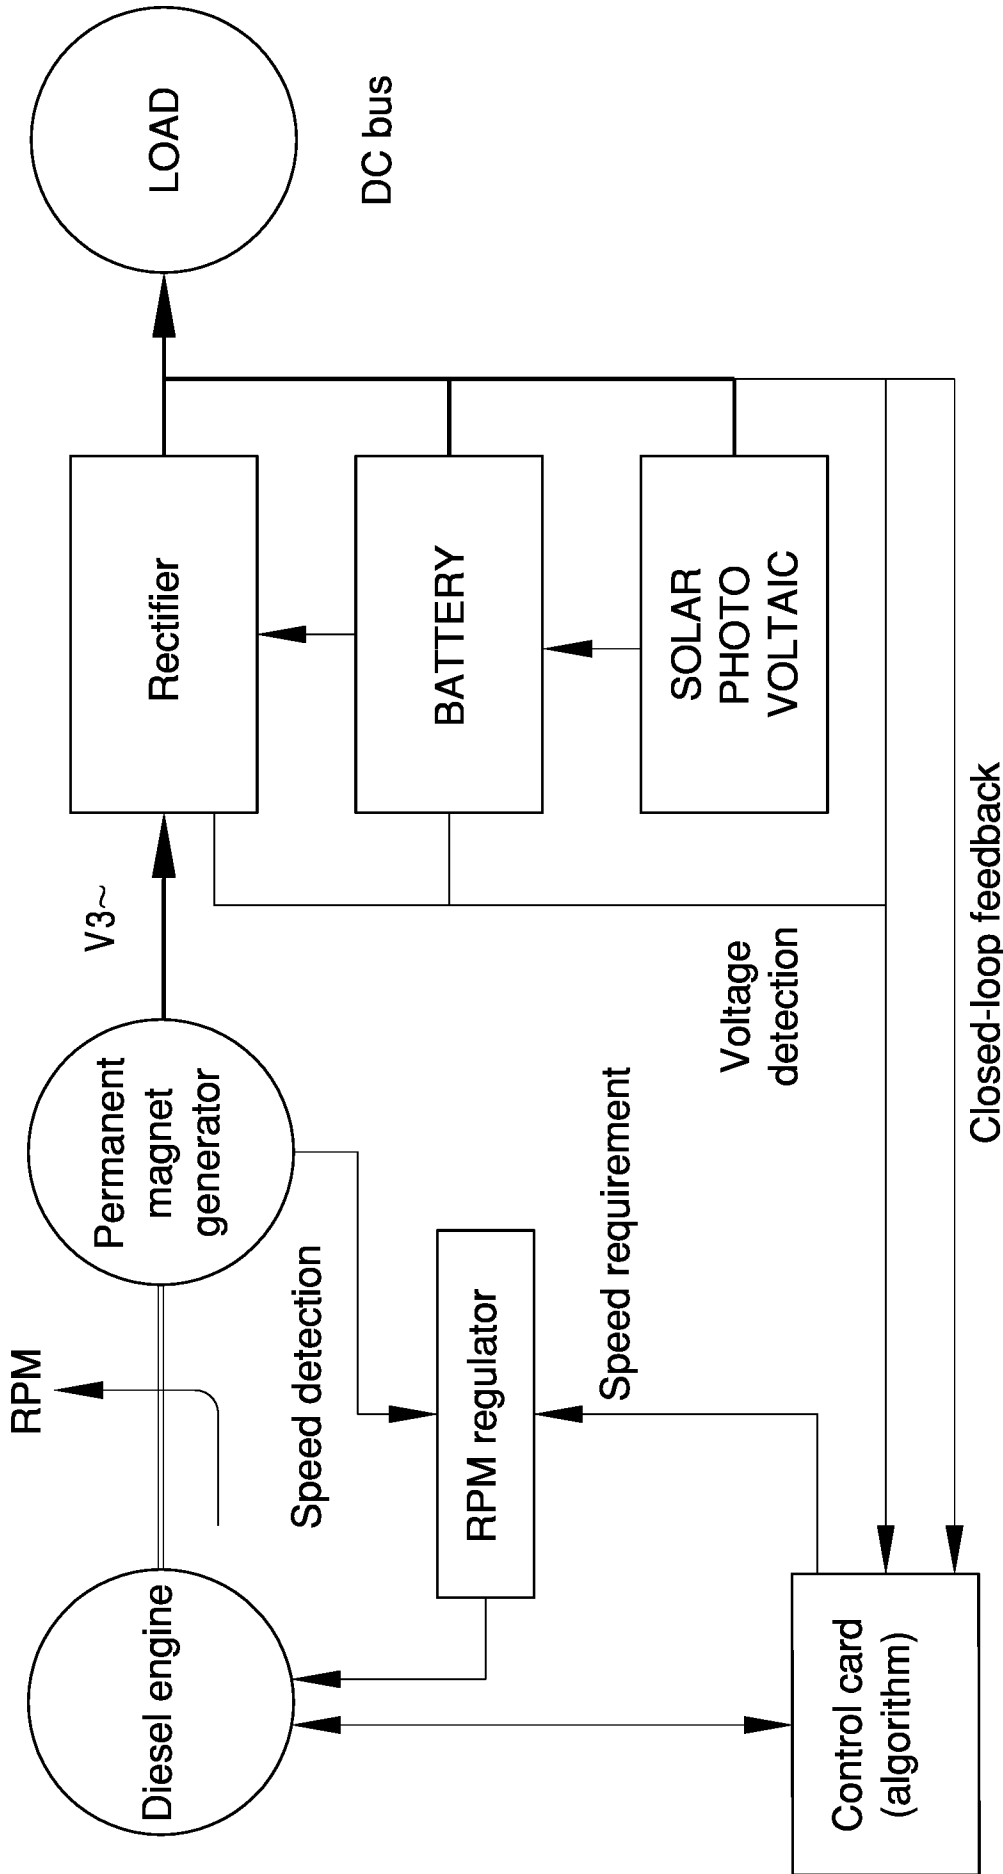 RPM
Diesel engine
Permanent
magnet
generator
V3~
Rectifier
LOAD
DC bus
Speed detection
RPM regulator
BATTERY
Speed requirement
SOLAR
PHOTO
VOLTAIC
Voltage
detection
Control card
(algorithm)
Closed-loop feedback